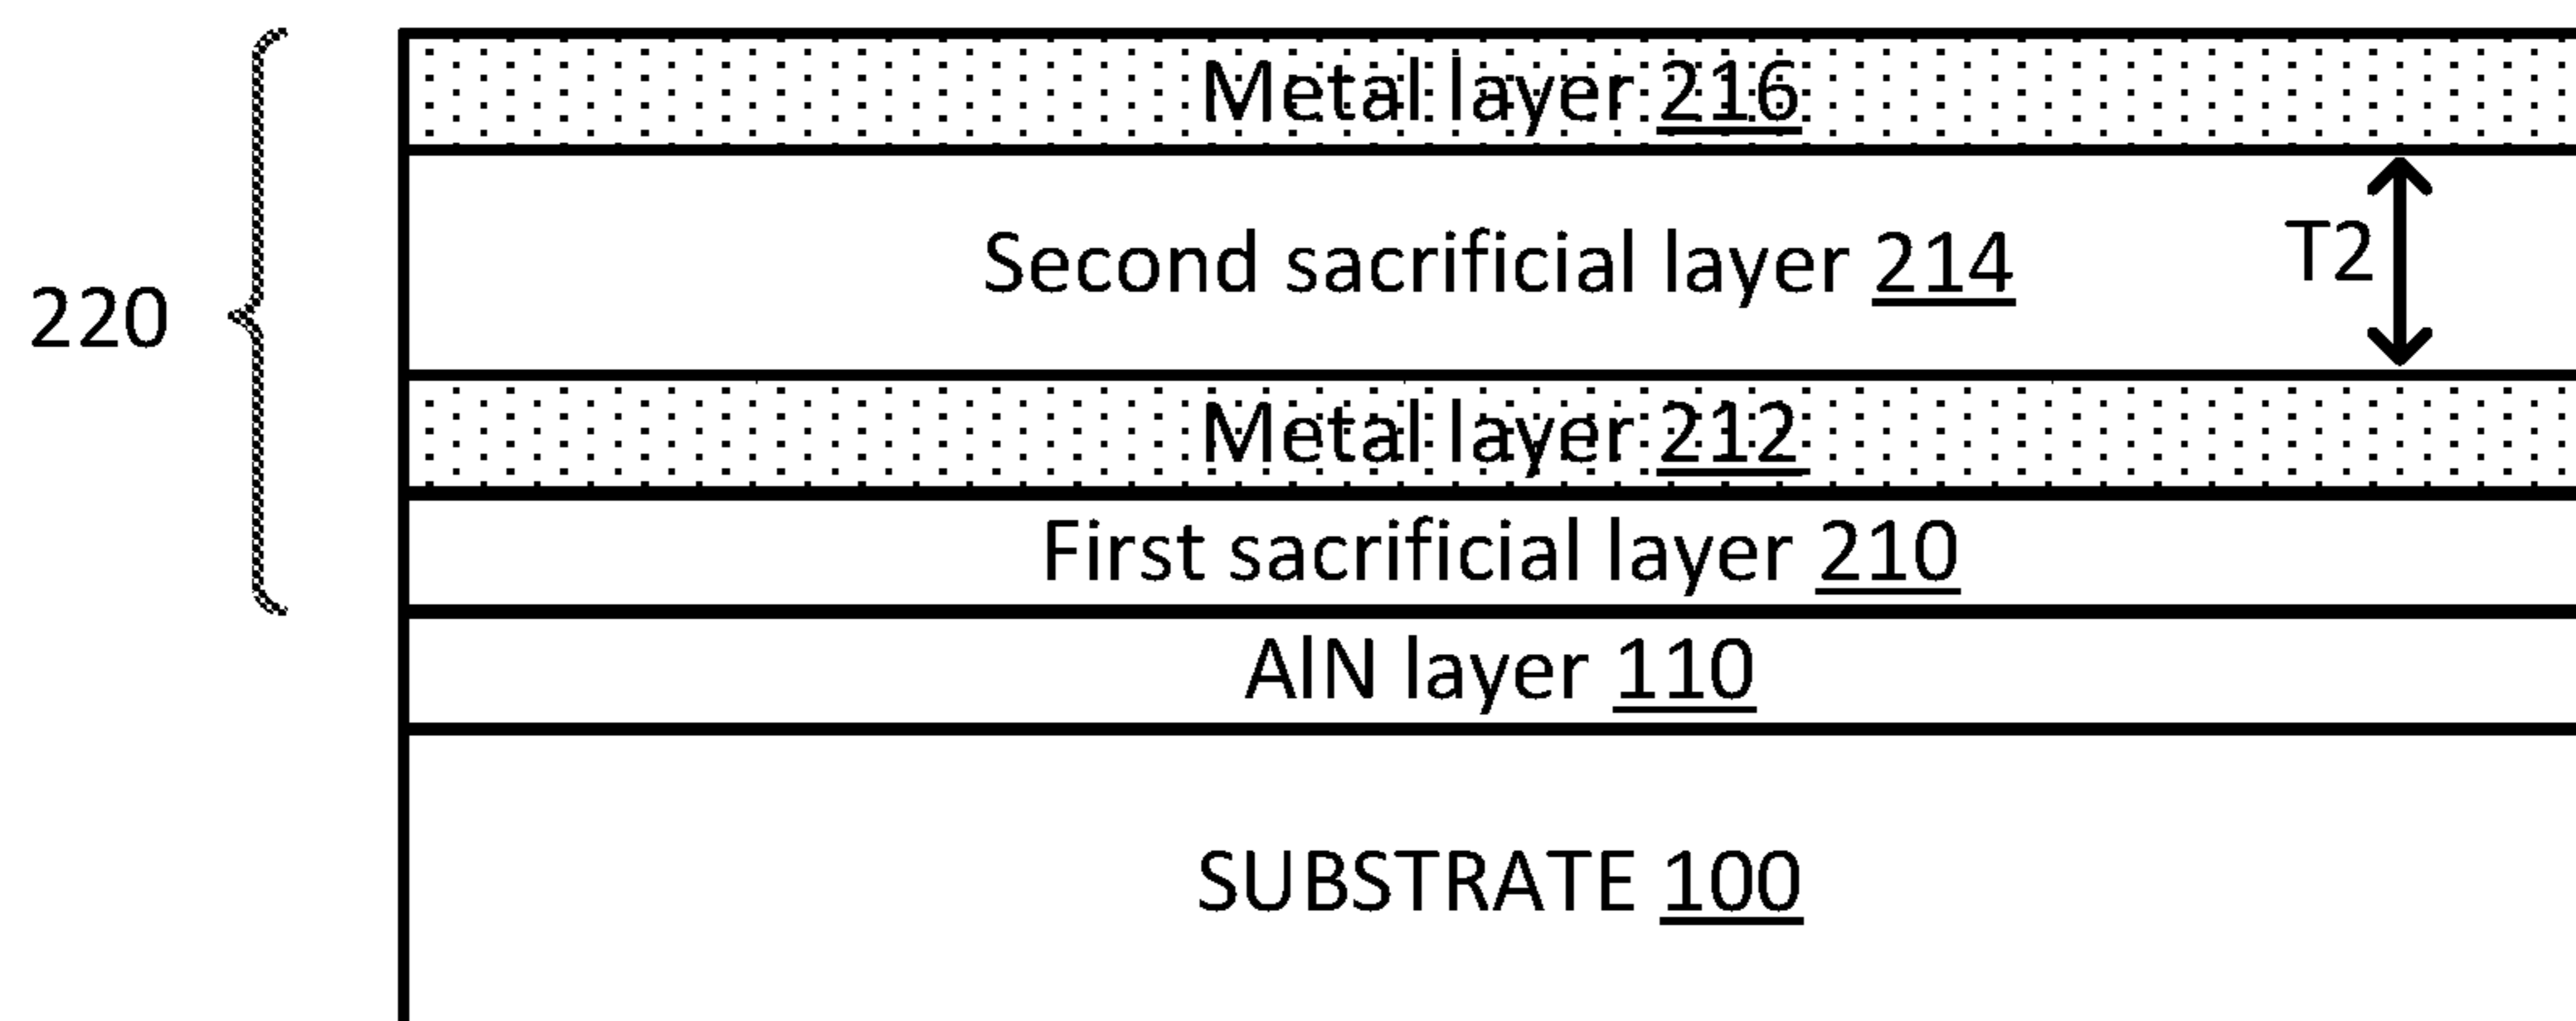 Metal layer 216
Second sacrificial layer 214
T2
220
Metal layer 212
First sacrificial layer 210
AlN layer 110
SUBSTRATE 100